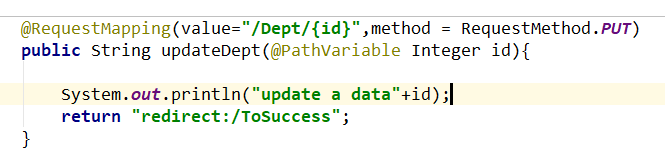 @RequestMapping(value="/Dept/{id}",method = RequestMethod.PUT)
public String updateDept(@PathVariable Integer id){
System.out.println("update a data"+id);
return "redirect:/ToSuccess";
}